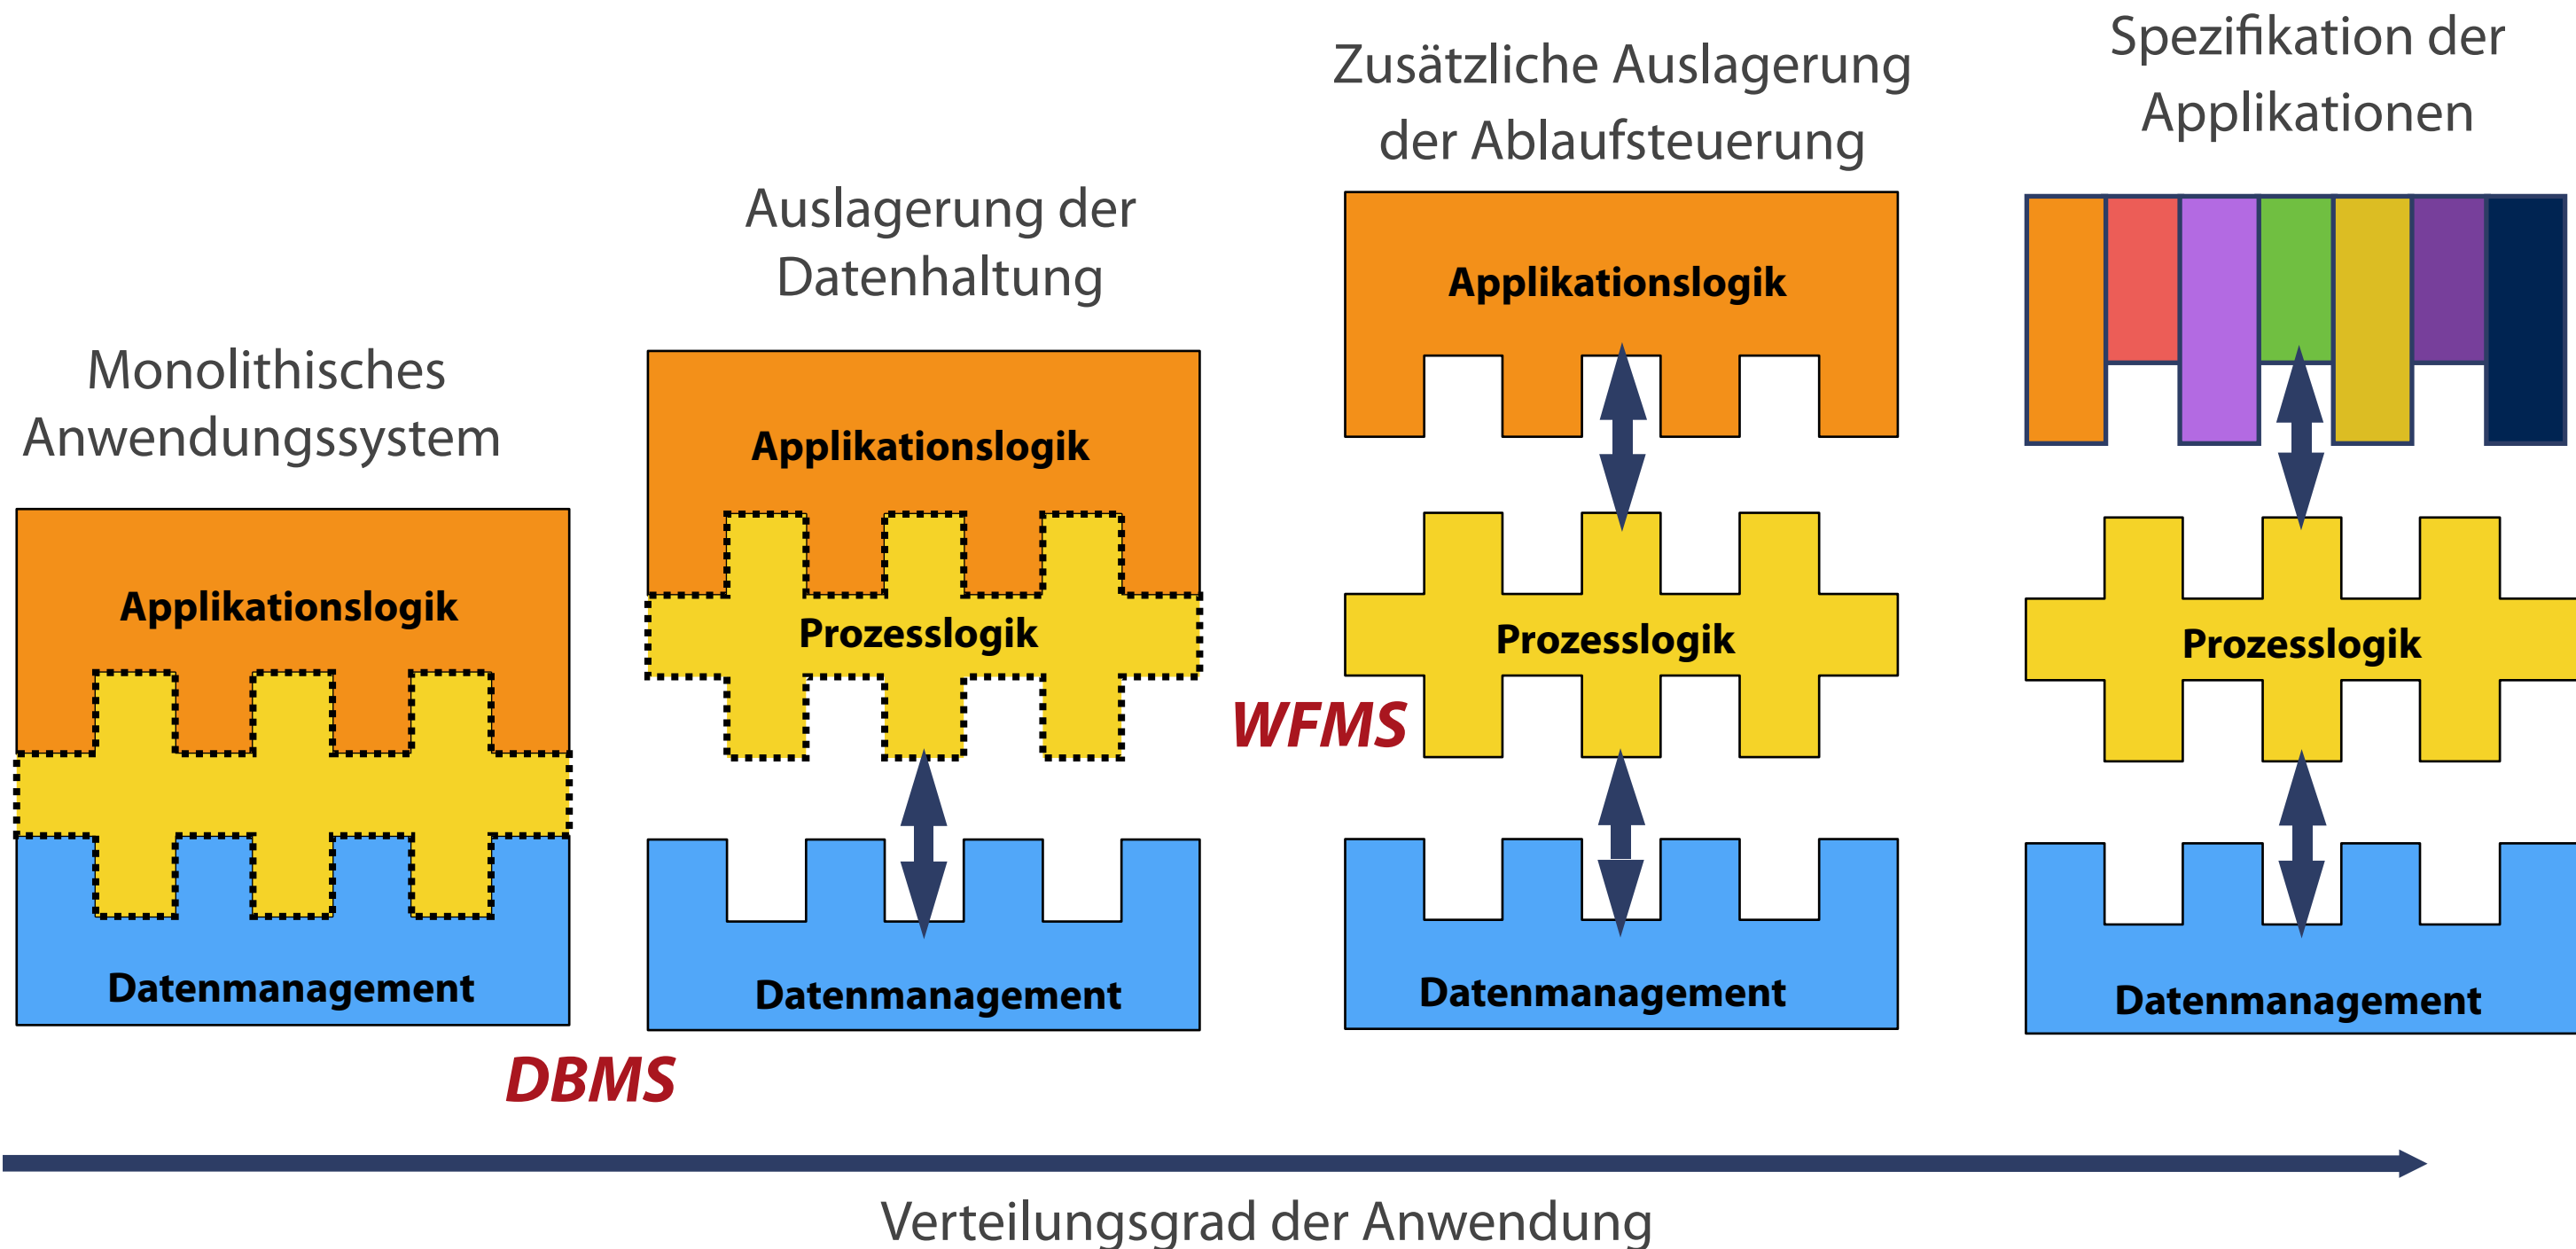 Monolithisches
Anwendungssystem
Applikationslogik
Datenmanagement
DBMS
Auslagerung der
Datenhaltung
Applikationslogik
Prozesslogik
Datenmanagement
WFMS
Zusätzliche Auslagerung
der Ablaufsteuerung
Applikationslogik
Prozesslogik
Datenmanagement
Spezifikation der
Applikationen
Prozesslogik
Datenmanagement
Verteilungsgrad der Anwendung